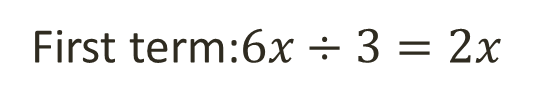 First term:6x ÷ 3 = 2x